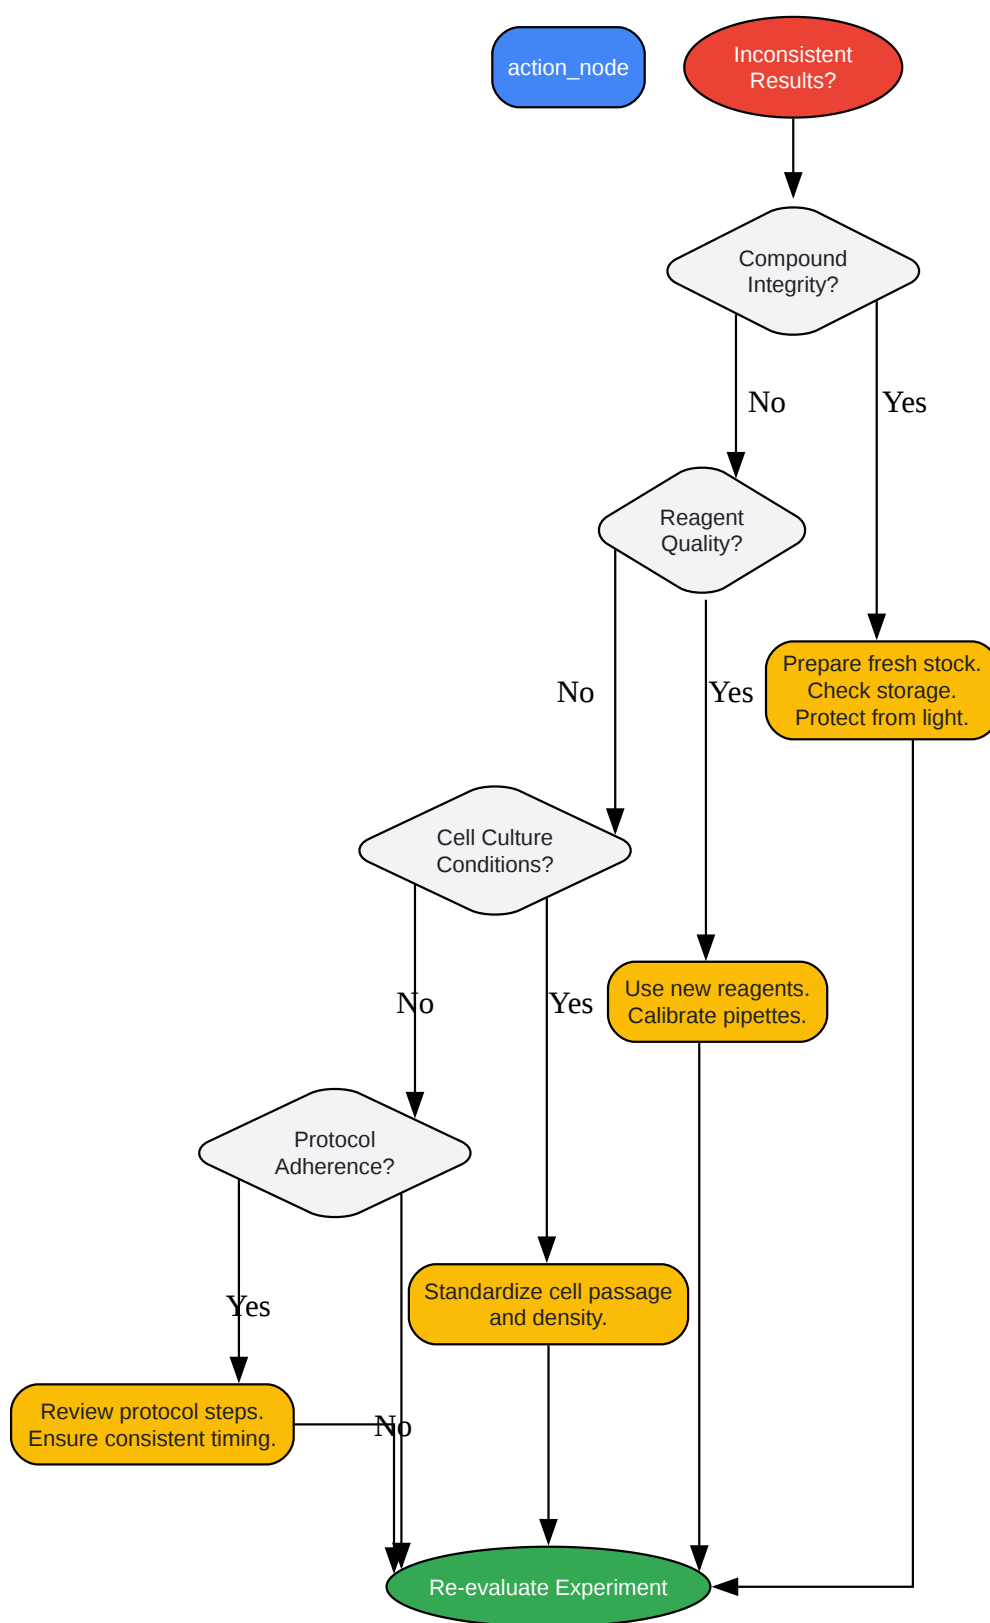 action_node
Inconsistent
Results?
Compound
Integrity?
No
Yes
Reagent
Quality?
No
Yes
Prepare fresh stock.
Check storage.
Protect from light.
Cell Culture
Conditions?
No
Yes
Use new reagents.
Calibrate pipettes.
Protocol
Adherence?
Yes
Standardize cell passage
and density.
Review protocol steps.
Ensure consistent timing.
No
Re-evaluate Experiment